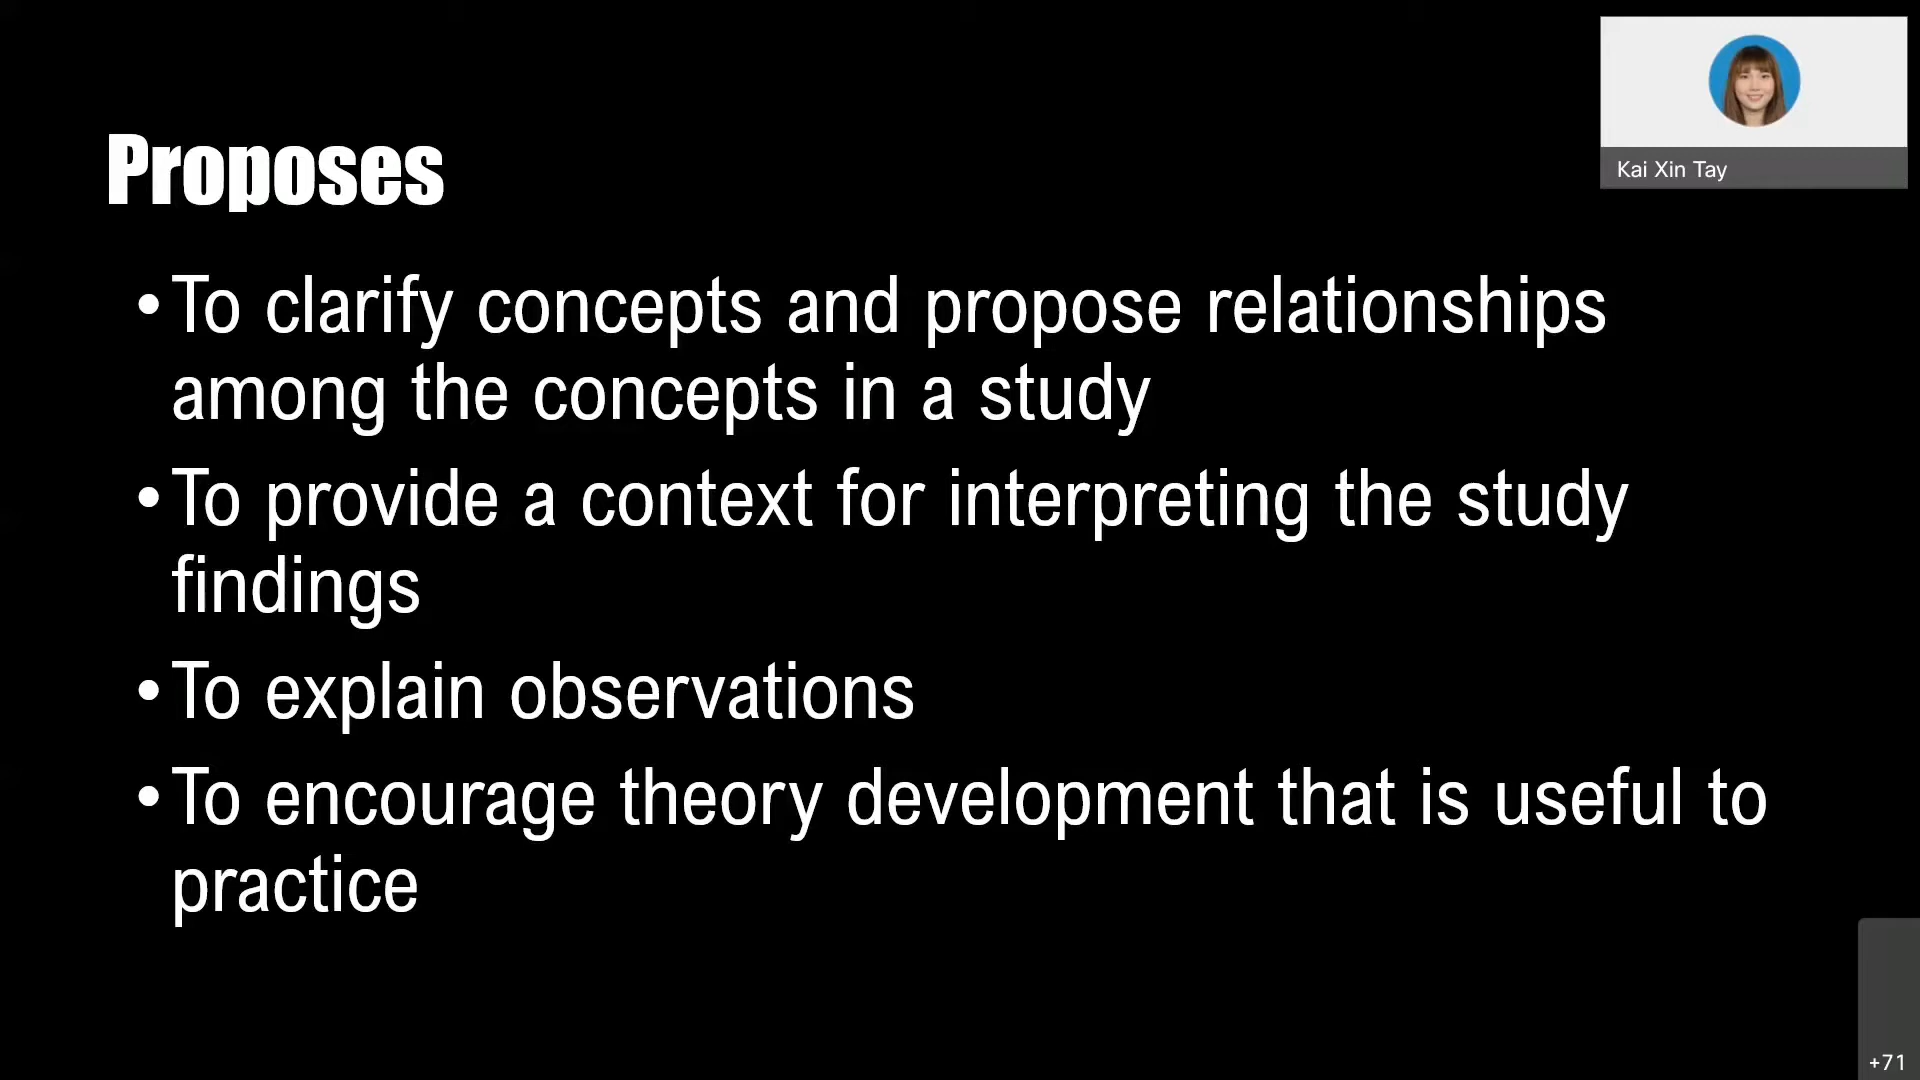 Kai Xin Tay
Proposes
•To clarify concepts and propose relationships
among the concepts in a study
•To provide a context for interpreting the study
findings
•To explain observations
•To encourage theory development that is useful to
practice
+71